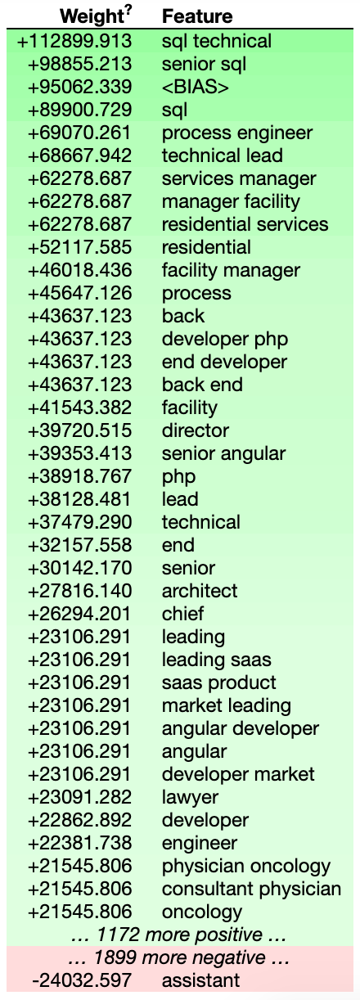 Weight? Feature
+112899.913 sql technical
+98855.213 senior sql
+95062.339 <BIAS>
+89900.729 sql
+69070.261 process engineer
+68667.942 technical lead
+62278.687 services manager
+62278.687 manager facility
+62278.687 residential services
+52117.585 residential
+46018.436 facility manager
+45647.126 process
+43637.123 back
+43637.123 developer php
+43637.123 end developer
+43637.123 back end
+41543.382 facility
+39720.515 director
+39353.413 senior angular
+38918.767 php
+38128.481 lead
+37479.290 technical
+32157.558 end
+30142.170 senior
+27816.140 architect
+26294.201 chief
+23106.291 leading
+23106.291 leading saas
+23106.291 saas product
+23106.291 market leading
+23106.291 angular developer
+23106.291 angular
+23106.291 developer market
+23091.282 lawyer
+22862.892 developer
+22381.738 engineer
+21545.806 physician oncology
+21545.806 consultant physician
+21545.806 oncology
… 1172 more positive …
… 1899 more negative …
-24032.597 assistant